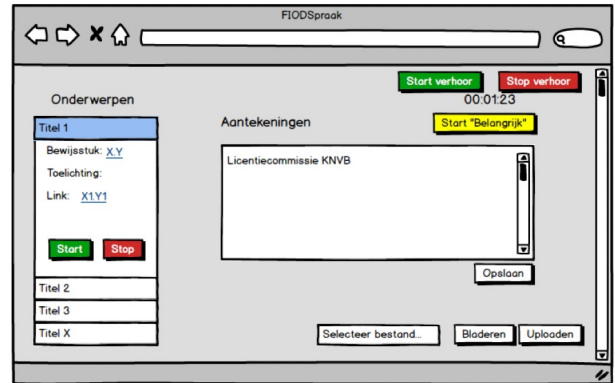 FIODSpraak
Start verhoor
Stop verhoor
00:01:23
Onderwerpen
Aantekeningen
Start "Belangrijk"
Titel 1
Bewijsstuk: X.Y
Toelichting:
Link: X1.Y1
Start
Stop
Titel 2
Titel 3
Titel X
Licentiecommissie KNVB
Opslaan
Selecteer bestand...
Bladeren
Uploaden